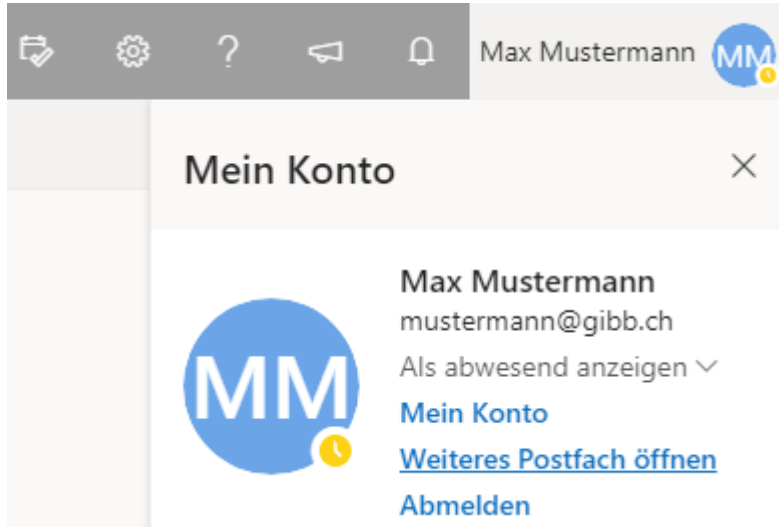 ? Max Mustermann MM
Mein Konto
MM
Max Mustermann
mustermann@gibb.ch
Als abwesend anzeigen
Mein Konto
Weiteres Postfach öffnen
Abmelden